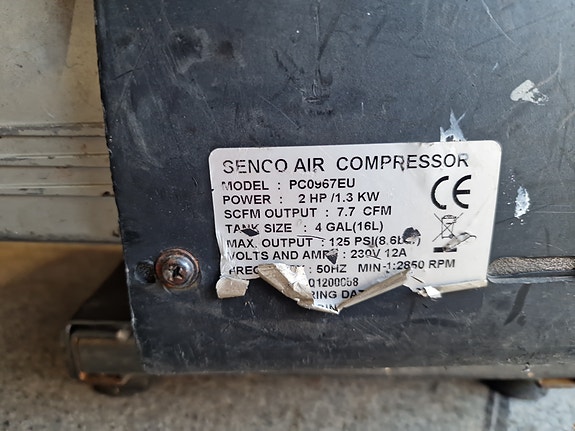 SENCO AIR COMPRESSOR
MODEL : PC0967EU
POWER : 2 HP /1.3 KW
SCFM OUTPUT : 7.7 CFM
TANK SIZE : 4 GAL(16L)
MAX. OUTPUT : 125 PSI(8.6
VOLTS AND AMP : 230V 12A
: 50HZ MIN-1:2850 RPM
CE